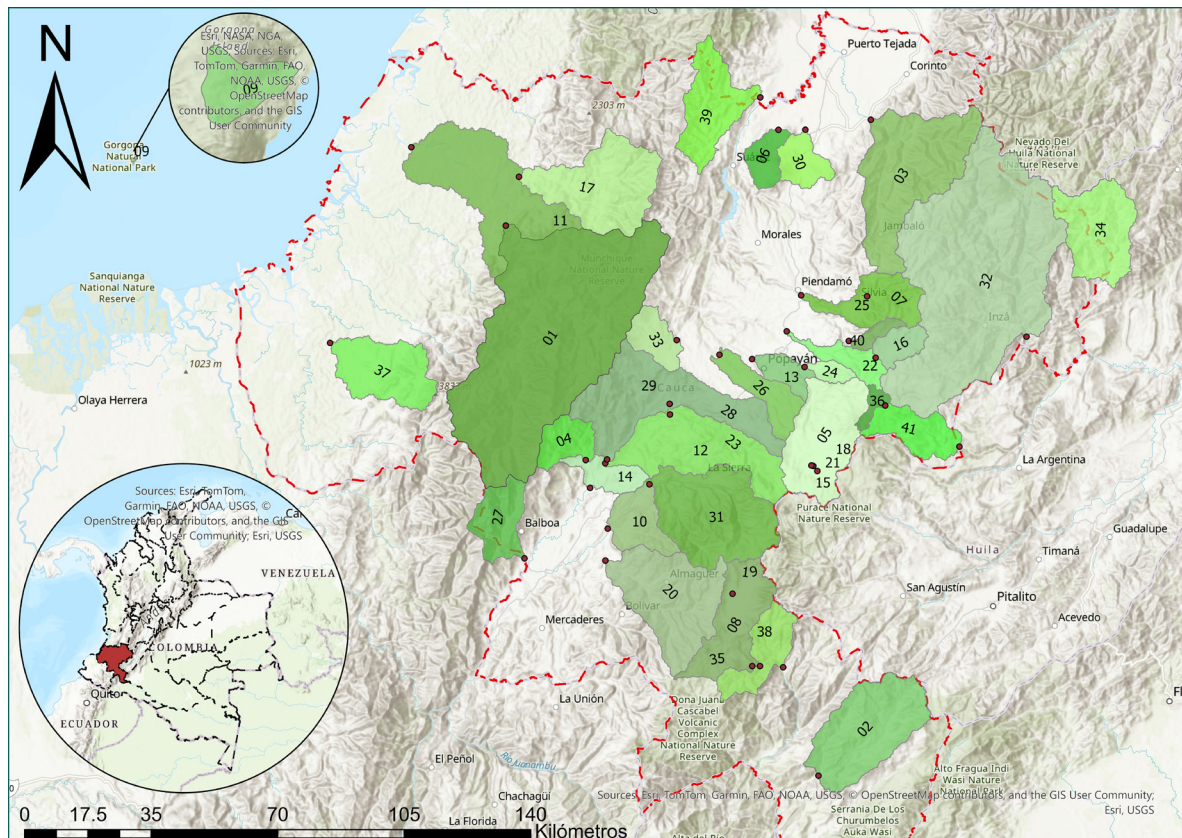 N
Gorgona
Island
Esri, NASA, NGA,
USGS, Sources: Esri,
TomTom, Garmin, FAO,
NOAA, USGS, ©
OpenStreetMap
contributors, and the GIS
User Community
09
Gorgona
Natural
National Park
09
2303 m
Puerto Tejada
Corinto
39
06
30
03
Nevado Del
Huila National
Nature Reserve
17
11
Munchique
National Nature
Morales
Jambaló
34
32
Sanquianga
National Nature
Reserve
01
Piendamó
Silvia
25
07
Inzá
33
40
16
1023 m
37
Popayán
13
24
22
Olaya Herrera
29
Cauca
26
28
36
41
04
12
23
05
18
La Sierra
21
15
14
La Argentina
Puracé National
Nature Reserve
27
Balboa
10
31
Guadalupe
Huila
Timaná
Almaguer
19
20
Bolívar
San Agustín
Pitalito
Mercaderes
08
38
Acevedo
35
La Unión
Dona Juana
Cascabel
Volcanic
Complex
National Nature
Reserve
02
El Peñol
Río Juanambu
Alto Fragua Indi
Wasi Nature
National Park
Sources: Esri, TomTom,
Garmin, FAO, NOAA, USGS, ©
OpenStreetMap contributors, and the GIS
User Community; Esri, USGS
VENEZUELA
COLOMBIA
Quito
ECUADOR
Chachagüí
La Florida
Sources: Esri, TomTom, Garmin, FAO, NOAA, USGS, © OpenStreetMap contributors, and the GIS User Community;
Esri, USGS
Serrania De Los
Churumbelos
Auka Wasi
0 17.5 35 70 105 140
Kilómetros